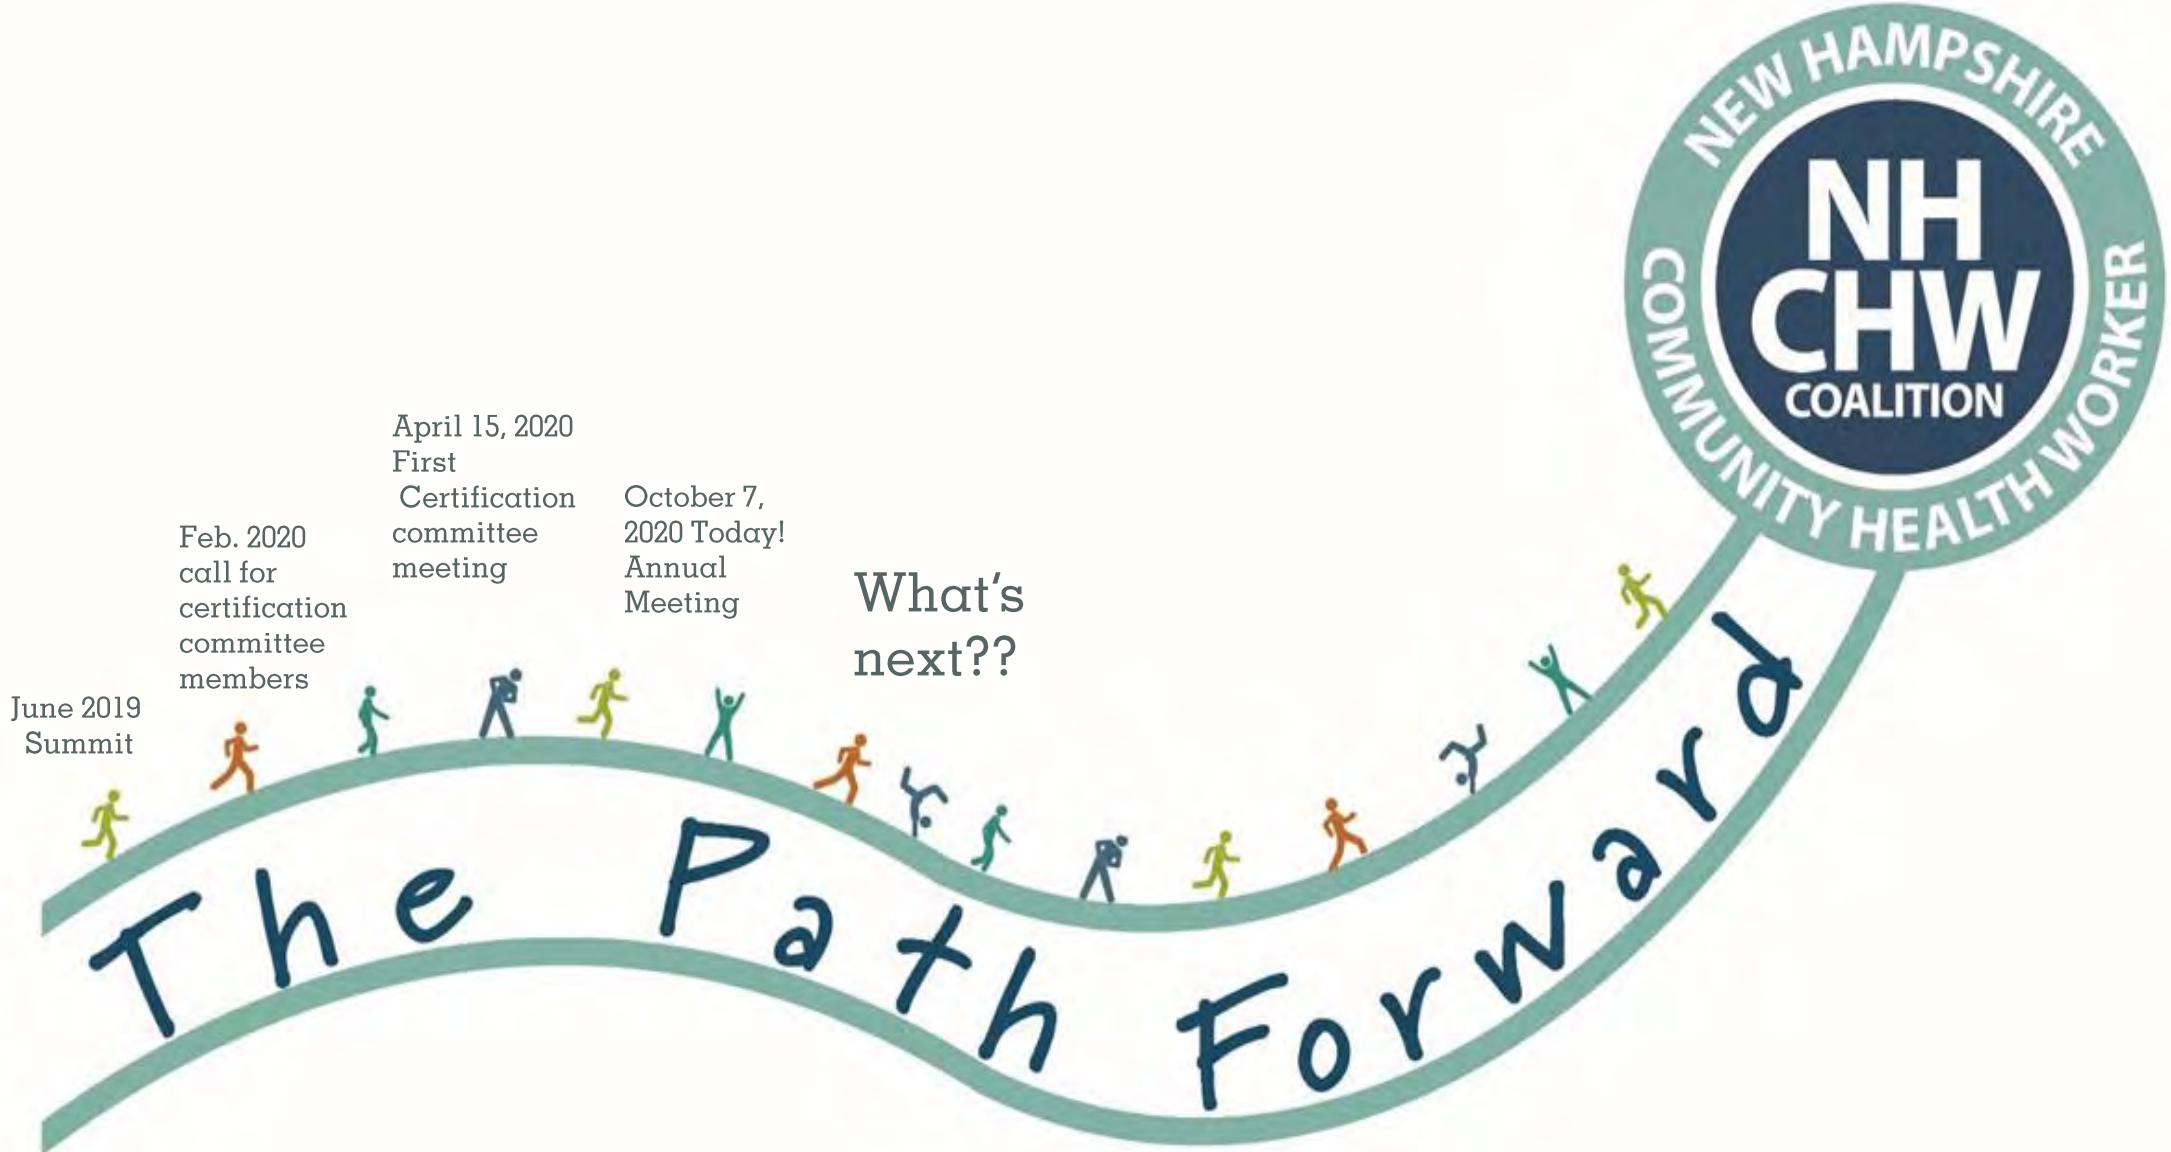 June 2019
Summit
Feb. 2020
call for
certification
committee
members
April 15, 2020
First
Certification
committee
meeting
October 7,
2020 Today!
Annual
Meeting
What's
next??
The Path Forward
NEW HAMPSHIRE
NH
CHW
COALITION
COMMUNITY HEALTH WORKER